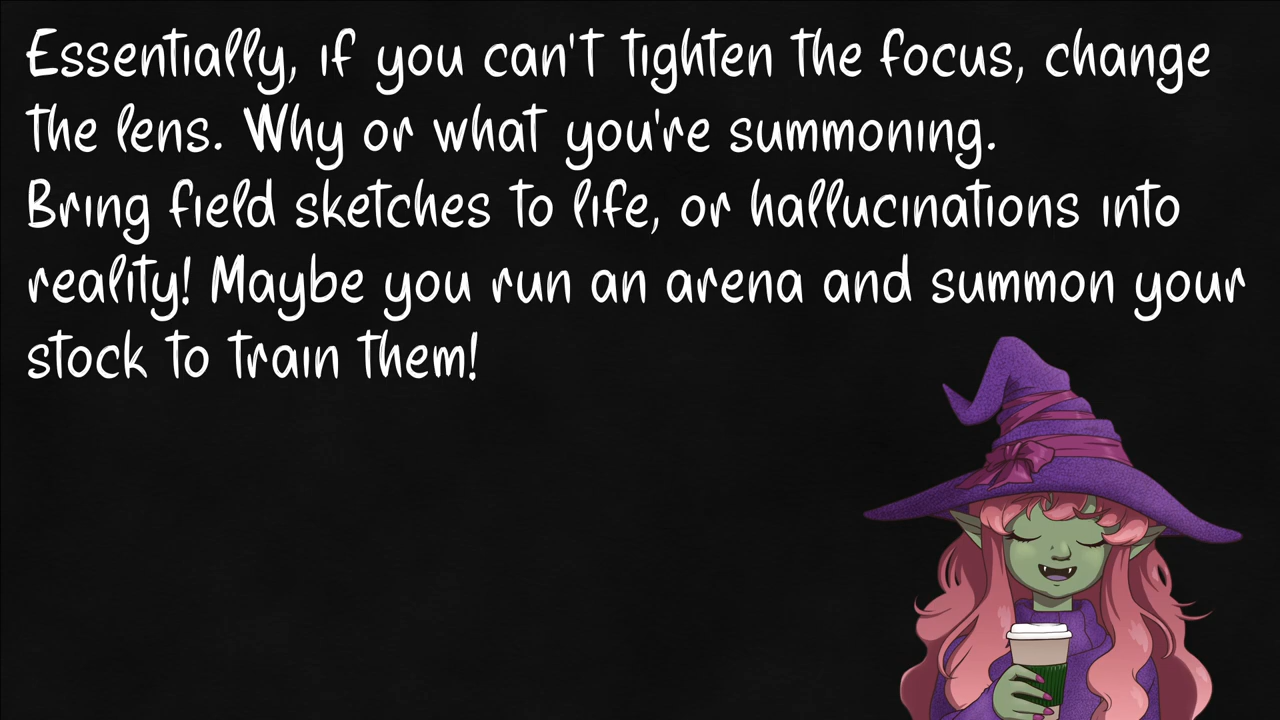 Essentially, if you can't tighten the focus, change
the lens. Why or what you're summoning.
Bring field sketches to life, or hallucinations into
reality! Maybe you run an arena and summon your
stock to train them!